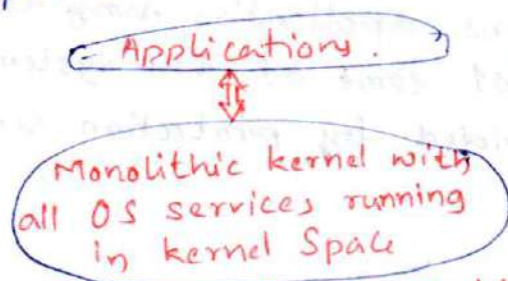 Applications.
Monolithic kernel with
all OS services running
in kernel Space